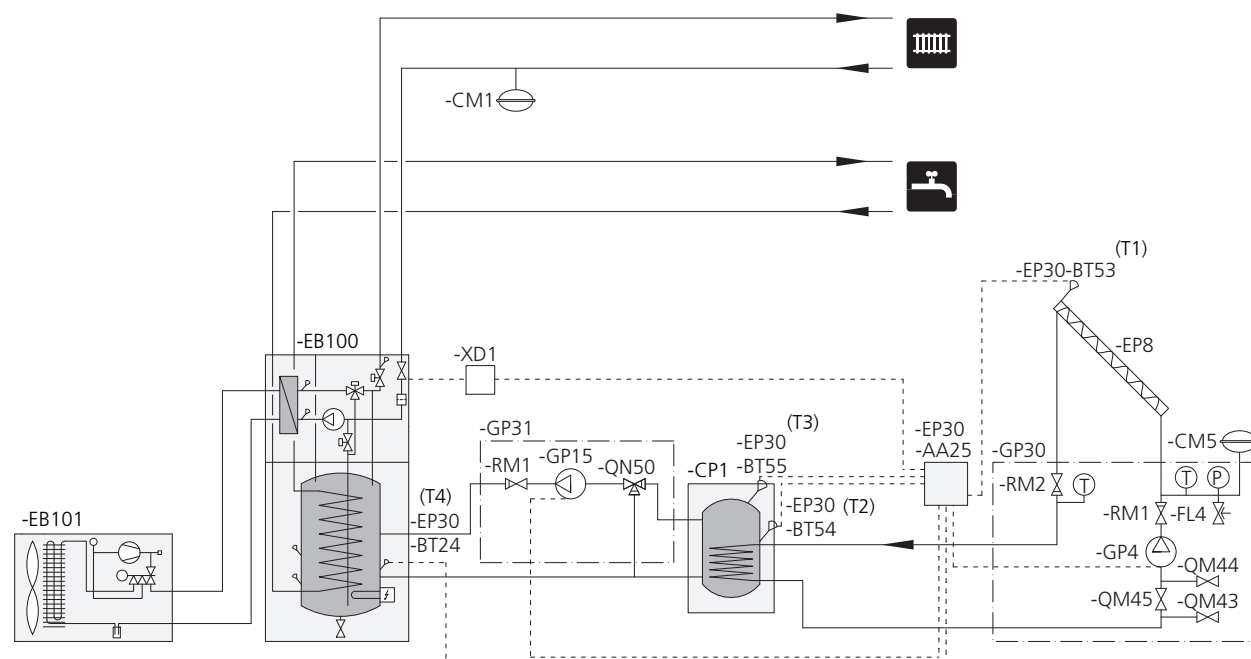 -CM1
(T1)
-EP30-BT53
-EB100
-XD1
-EP8
(T3)
-GP31
-EP30
-BT55
-EP30
-AA25
-CM5
-GP30
-GP15
-RM1
-QN50
-CP1
-RM2
T
T
P
(T4)
-EP30
-BT24
-EP30
-BT54
(T2)
-RM1
-FL4
-EB101
-GP4
-QM44
-QM45
-QM43